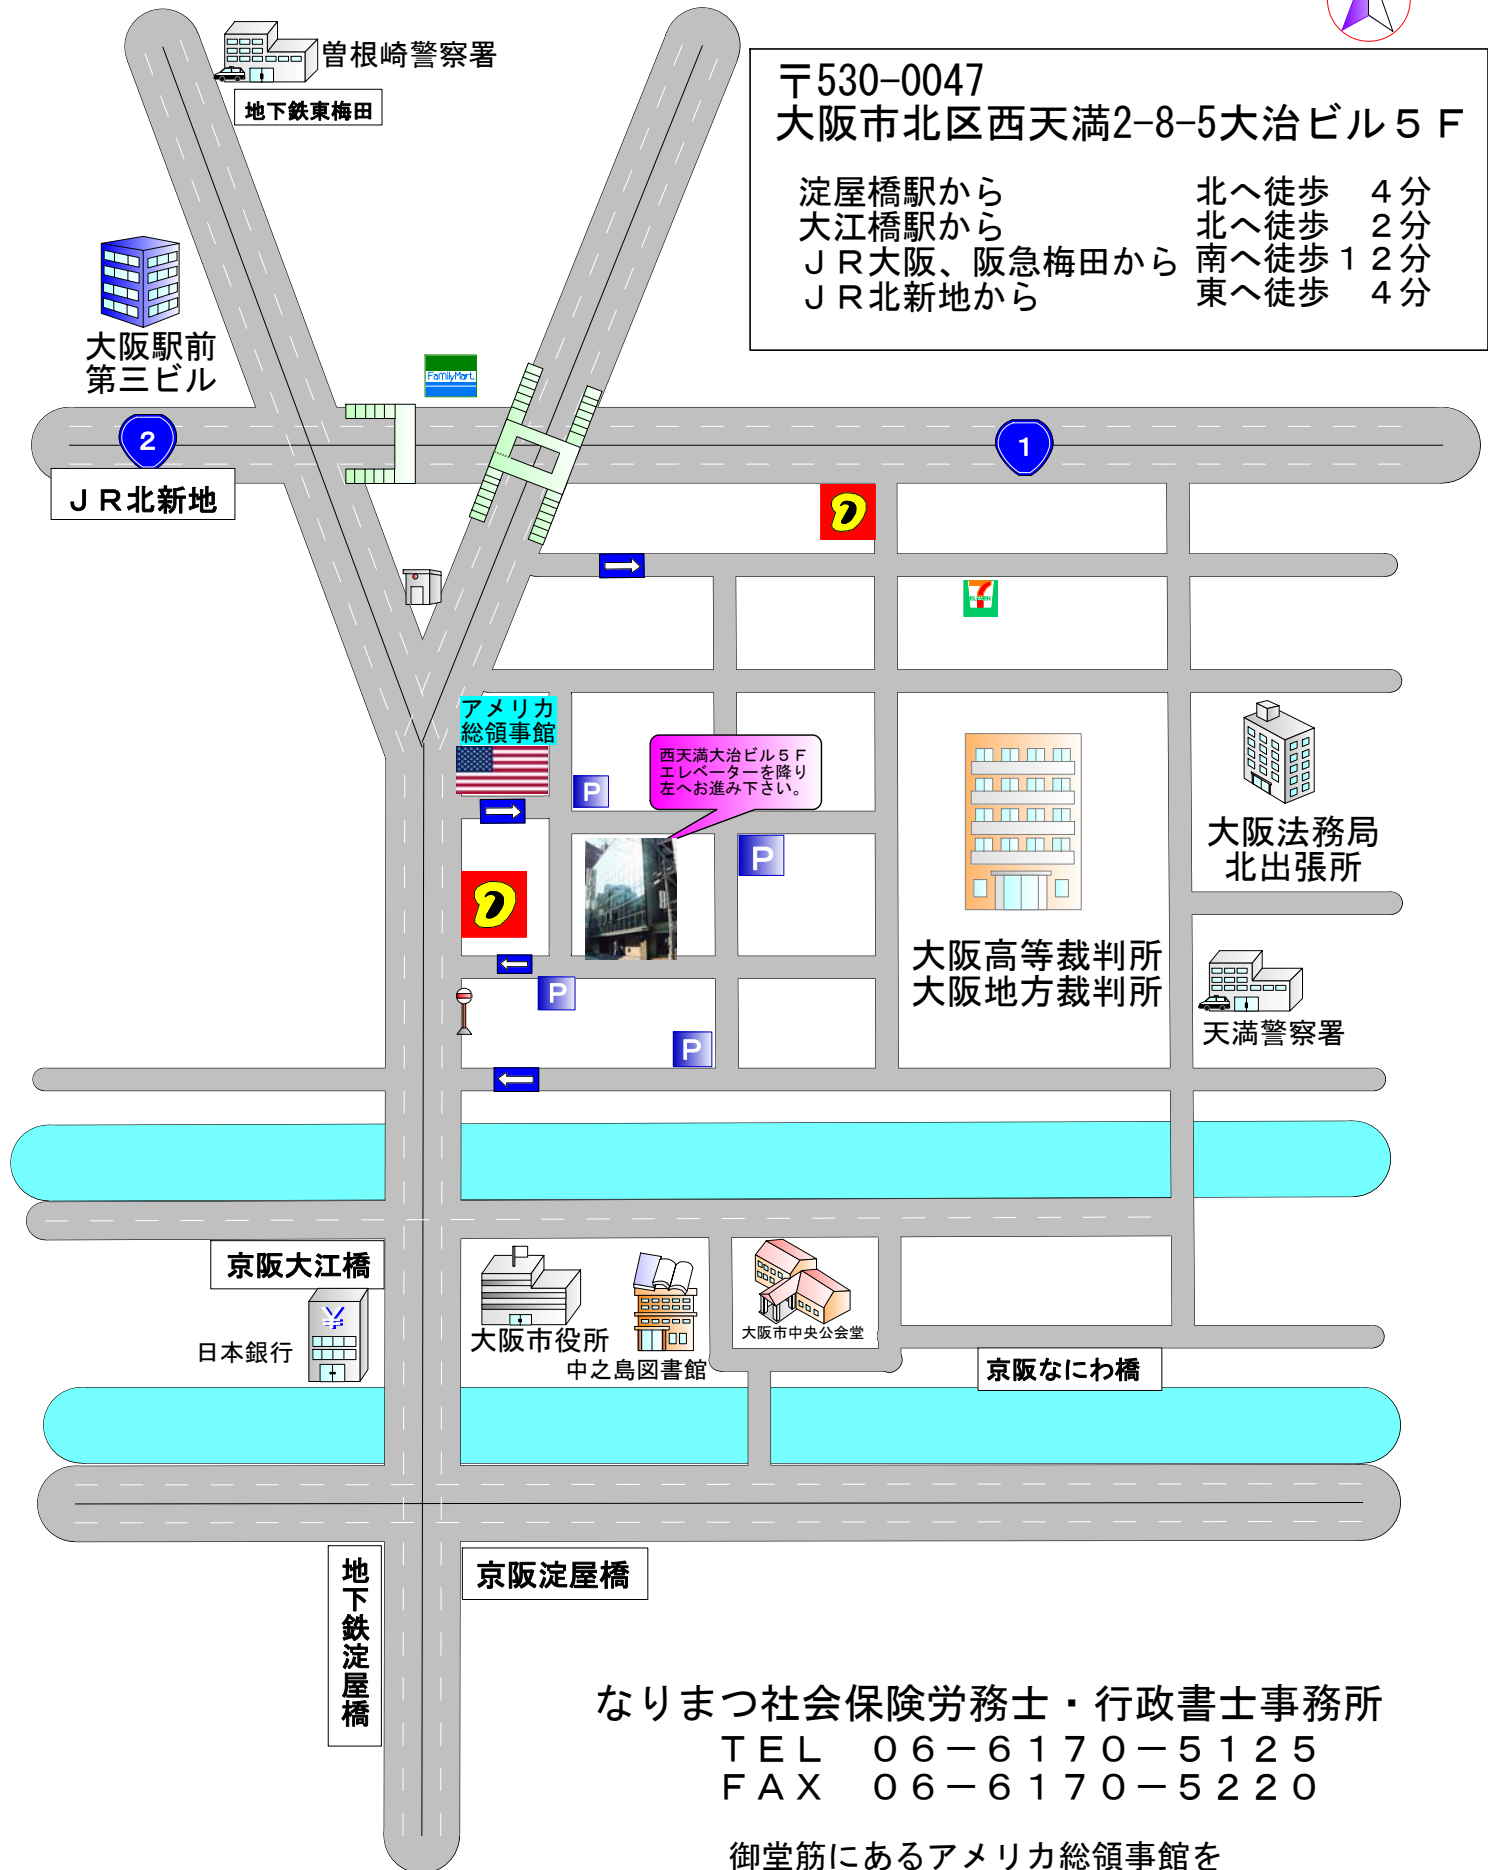 曽根崎警察署
地下鉄東梅田
〒530-0047
大阪市北区西天満2-8-5大治ビル５Ｆ
淀屋橋駅から 北へ徒歩　４分
大江橋駅から 北へ徒歩　２分
ＪＲ大阪、阪急梅田から 南へ徒歩１２分
ＪＲ北新地から 東へ徒歩　４分
大阪駅前
第三ビル
FamilyMart
2
1
ＪＲ北新地
7
ELEVEN
アメリカ
総領事館
西天満大治ビル５Ｆ
エレベーターを降り
左へお進み下さい。
P
P
大阪法務局
北出張所
大阪高等裁判所
大阪地方裁判所
P
P
天満警察署
京阪大江橋
¥
日本銀行
大阪市役所
中之島図書館
大阪市中央公会堂
京阪なにわ橋
地下鉄淀屋橋
京阪淀屋橋
なりまつ社会保険労務士・行政書士事務所
ＴＥＬ　０６－６１７０－５１２５
ＦＡＸ　０６－６１７０－５２２０
御堂筋にあるアメリカ総領事館を